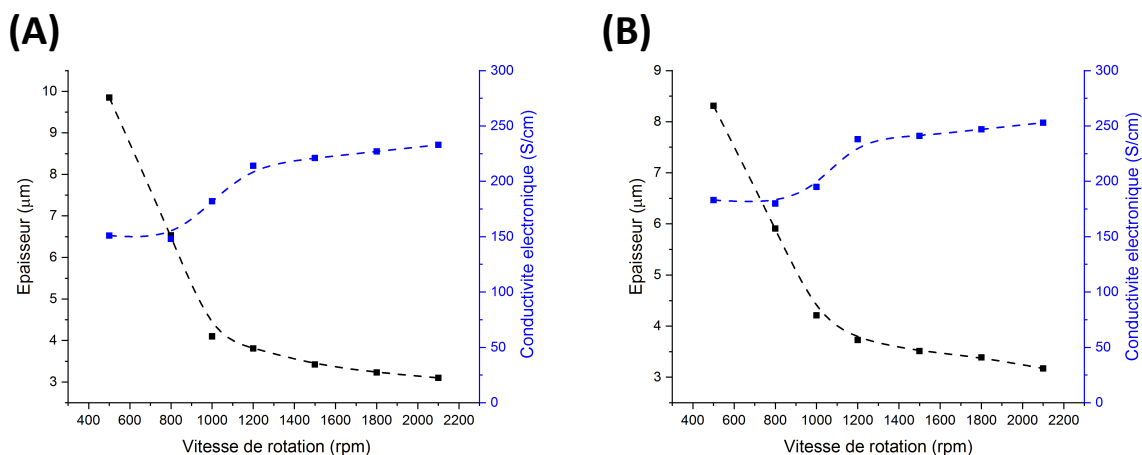 (A)
10
9
8
7
6
5
4
3
Epaisseur (μm)
300
250
200
150
100
50
0
Conductivite electronique (S/cm)
400 600 800 1000 1200 1400 1600 1800 2000 2200
Vitesse de rotation (rpm)
(B)
9
8
7
6
5
4
3
Epaisseur (μm)
300
250
200
150
100
50
0
Conductivite electronique (S/cm)
400 600 800 1000 1200 1400 1600 1800 2000 2200
Vitesse de rotation (rpm)